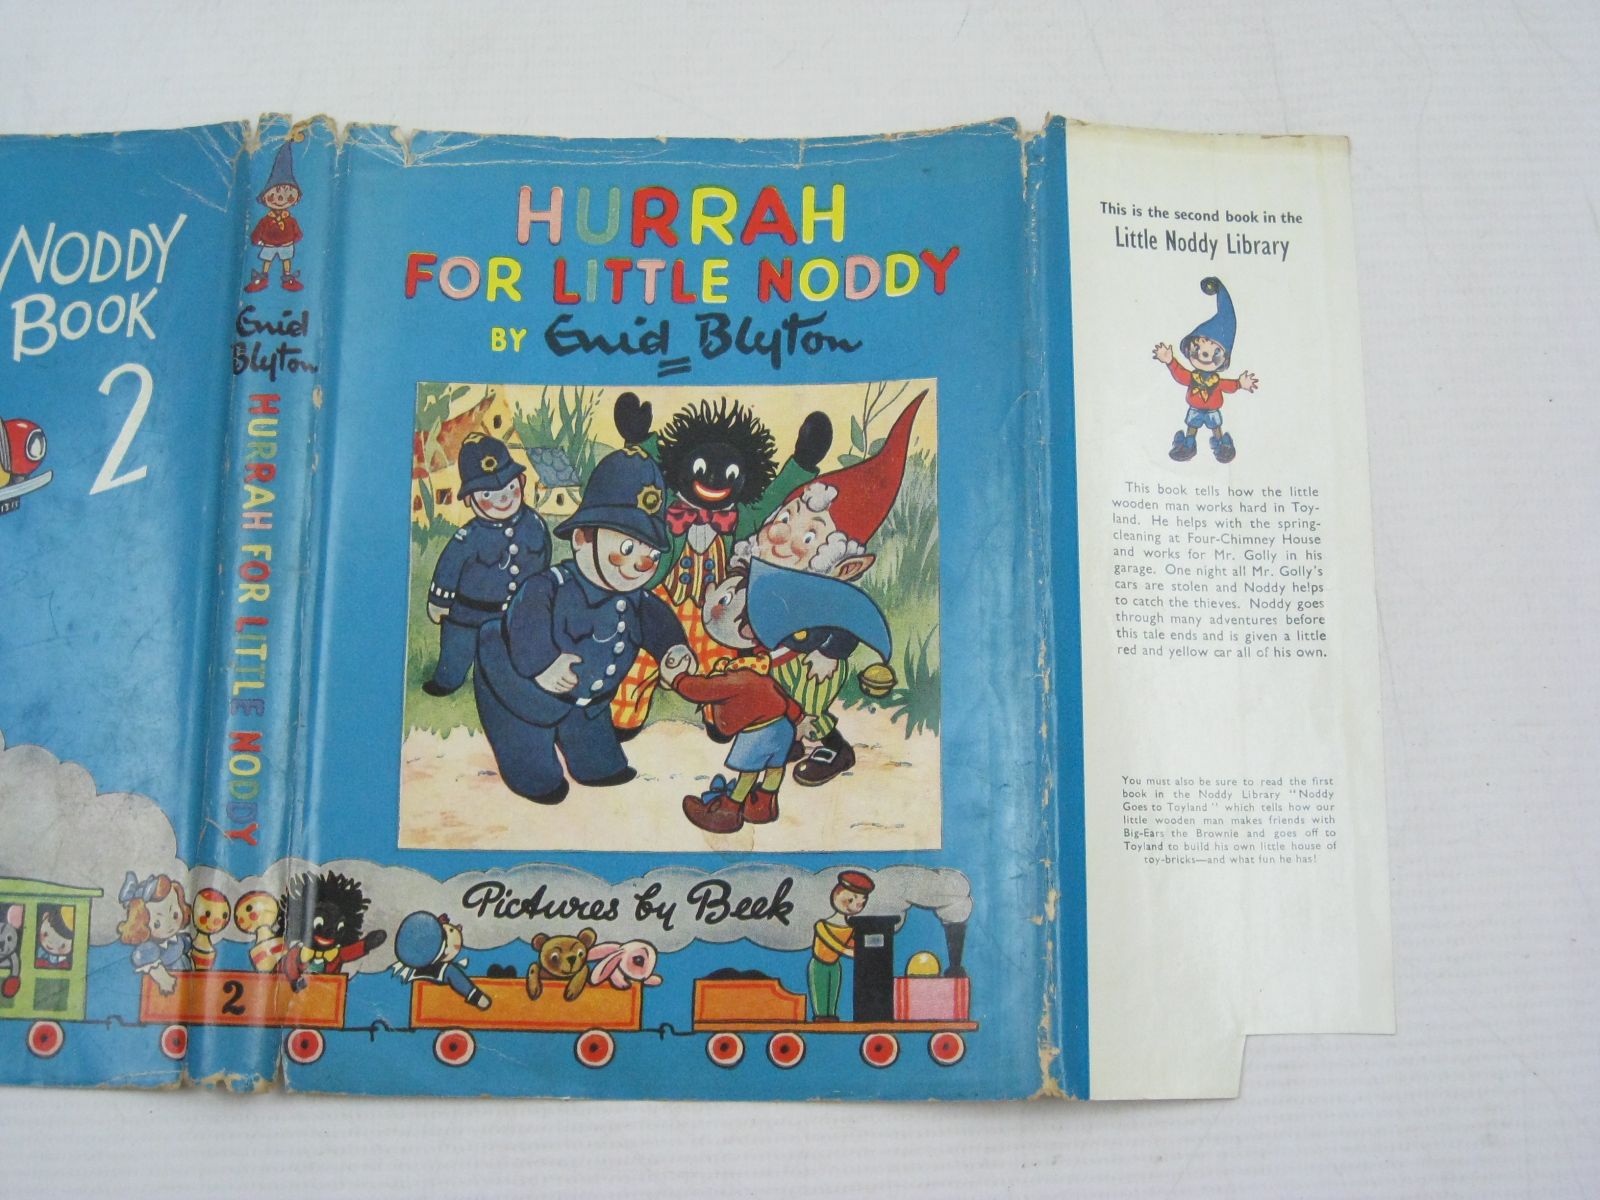 NODDY
BOOK
2
Enid
Blyton
HURRAH FOR LITTLE NODDY
2
HURRAH
FOR LITTLE NODDY
BY Enid Blyton
Pictures by Beek
This is the second book in the
Little Noddy Library
This book tells how the little
wooden man works hard in Toy-
land. He helps with the spring-
cleaning at Four-Chimney House
and works for Mr. Golly in his
garage. One night all Mr. Golly's
cars are stolen and Noddy helps
to catch the thieves. Noddy goes
through many adventures before
this tale ends and is given a little
red and yellow car all of his own.
You must also be sure to read the first
book in the Noddy Library "Noddy
Goes to Toyland" which tells how our
little wooden man makes friends with
Big-Ears the Brownie and goes off to
Toyland to build his own little house of
toy-bricks—and what fun he has!